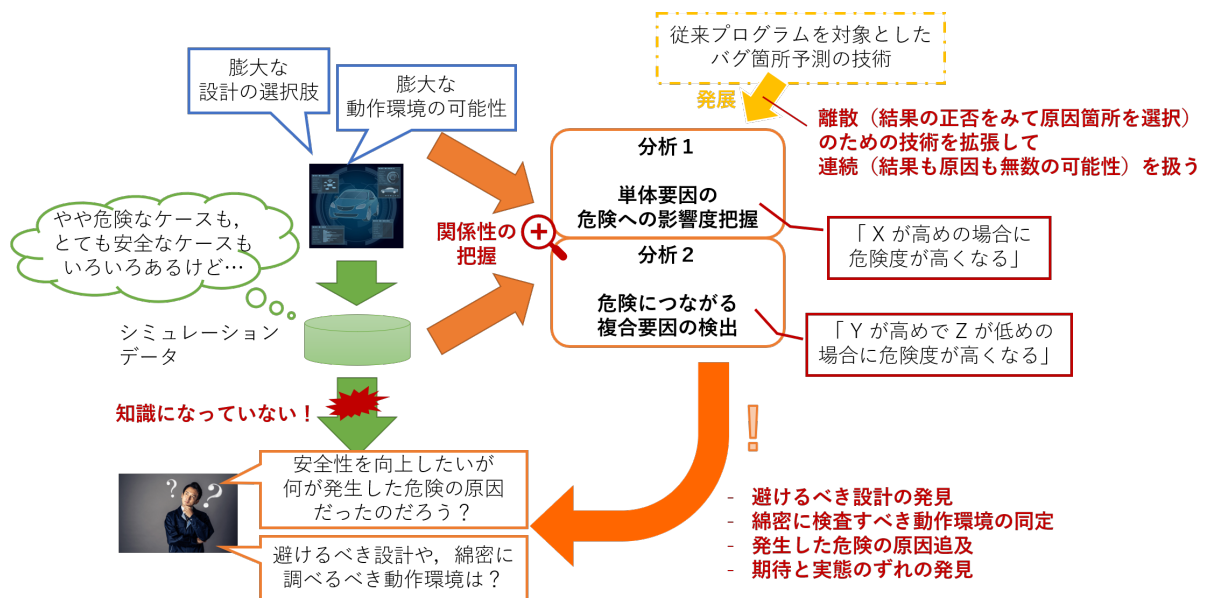 従来プログラムを対象とした
バグ箇所予測の技術
膨大な
設計の選択肢
膨大な
動作環境の可能性
発展
離散（結果の正否をみて原因箇所を選択）
のための技術を拡張して
連続（結果も原因も無数の可能性）を扱う
分析１
単体要因の
危険への影響度把握
やや危険なケースも，
とても安全なケースも
いろいろあるけど…
関係性の
把握
「Ｘが高めの場合に
危険度が高くなる」
分析２
危険につながる
複合要因の検出
シミュレーション
データ
「Ｙが高めでＺが低めの
場合に危険度が高くなる」
知識になっていない！
！
安全性を向上したいが
何が発生した危険の原因
だったのだろう？
? ?
避けるべき設計や，綿密に
調べるべき動作環境は？
- 避けるべき設計の発見
- 綿密に検査すべき動作環境の同定
- 発生した危険の原因追及
- 期待と実態のずれの発見